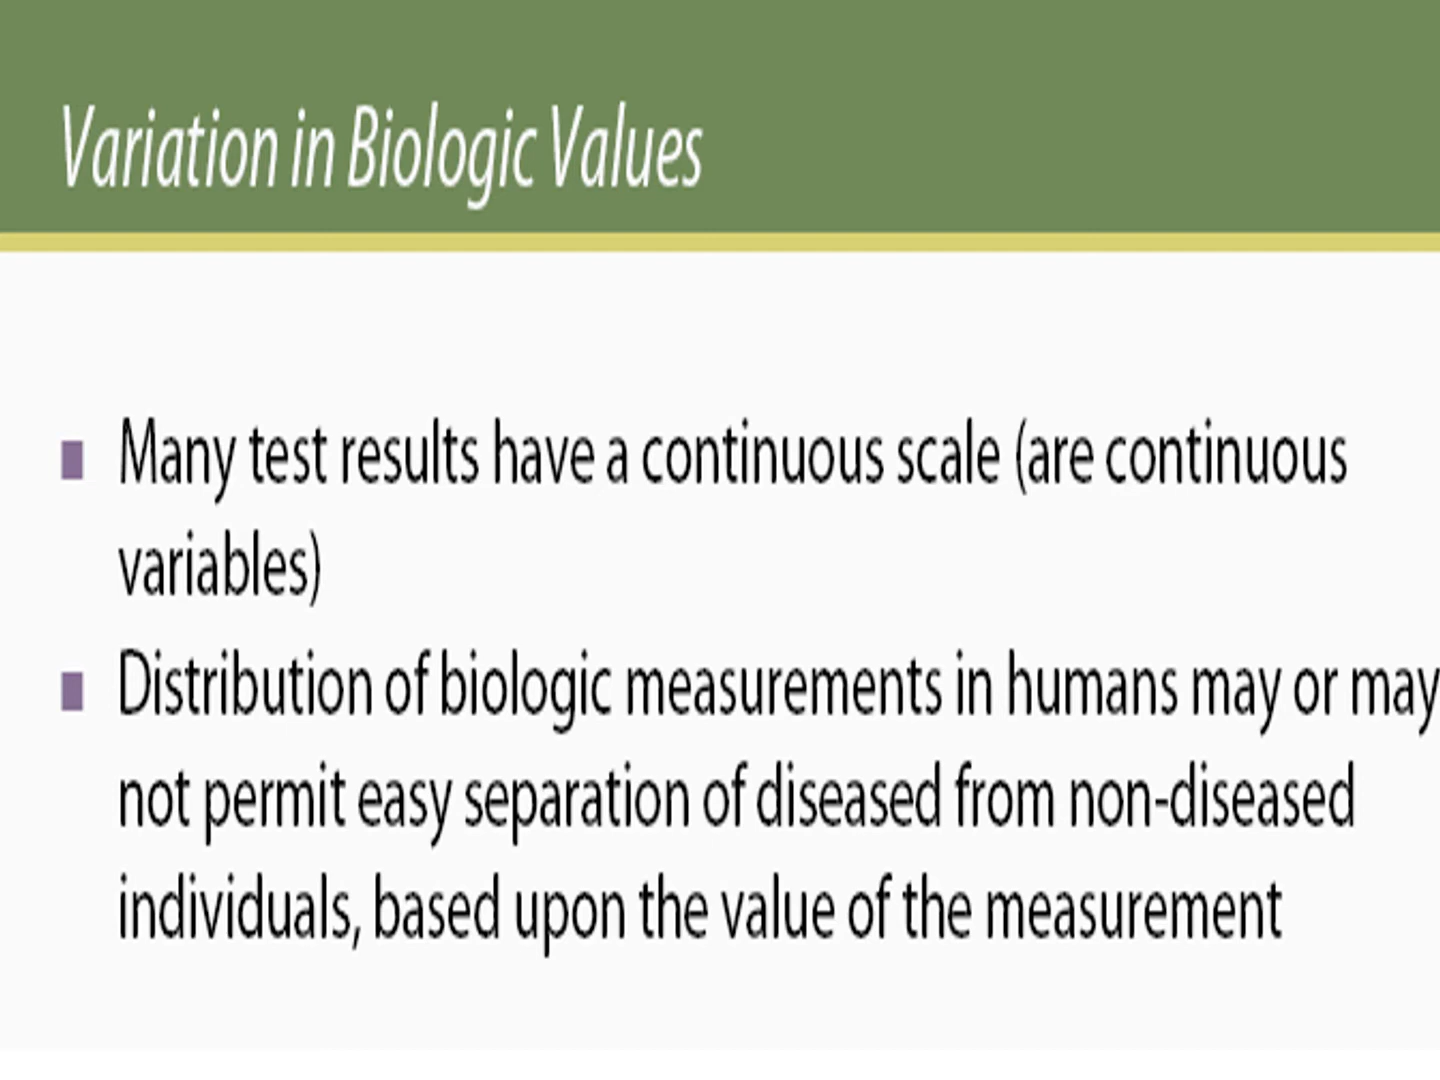 Variation in Biologic Values
Many test results have a continuous scale (are continuous
variables)
Distribution of biologic measurements in humans may or may
not permit easy separation of diseased from non-diseased
individuals, based upon the value of the measurement